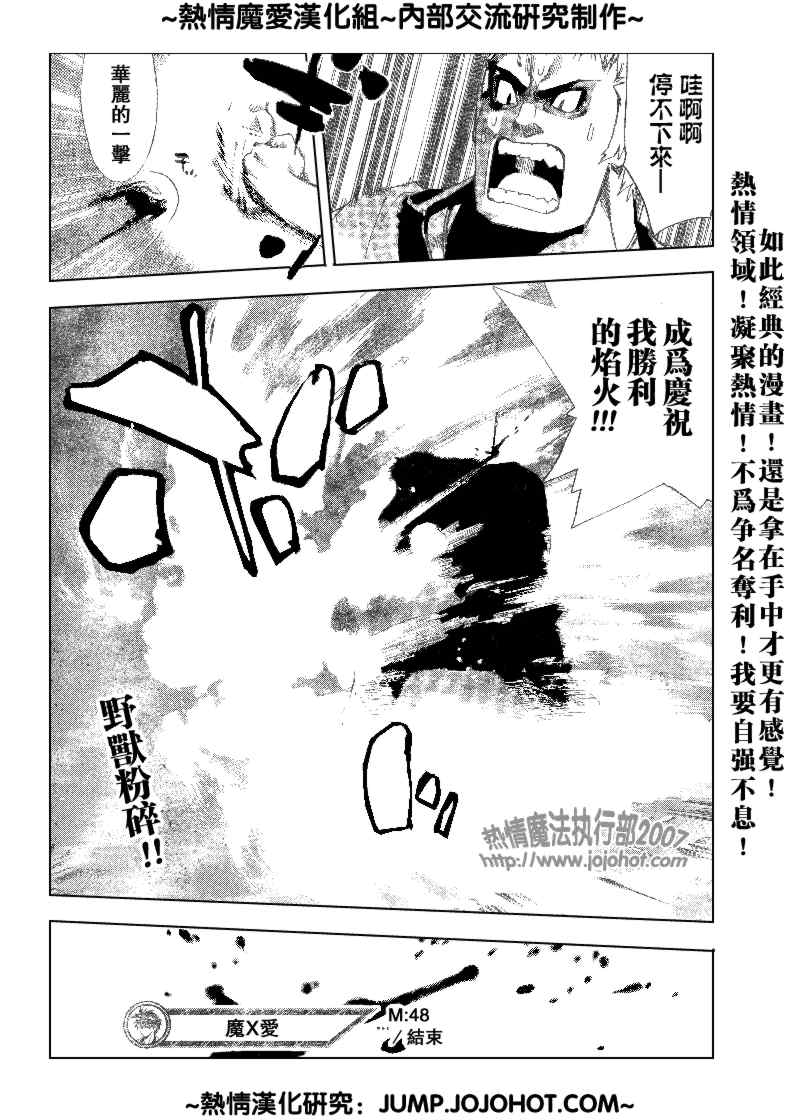 ~熱情魔愛漢化組~內部交流研究制作~
哇啊啊
停不下來—
華麗的一擊
成爲慶祝
我勝利
的焰火!!!
野獸粉碎!!
如此經典的漫畫！還是拿在手中才更有感覺！
熱情領域！凝聚熱情！不爲争名奪利！我要自强不息！
熱情魔法执行部2007
http://www.jojohot.com
魔X愛
M:48
結束
~熱情漢化研究：JUMP.JOJOHOT.COM~